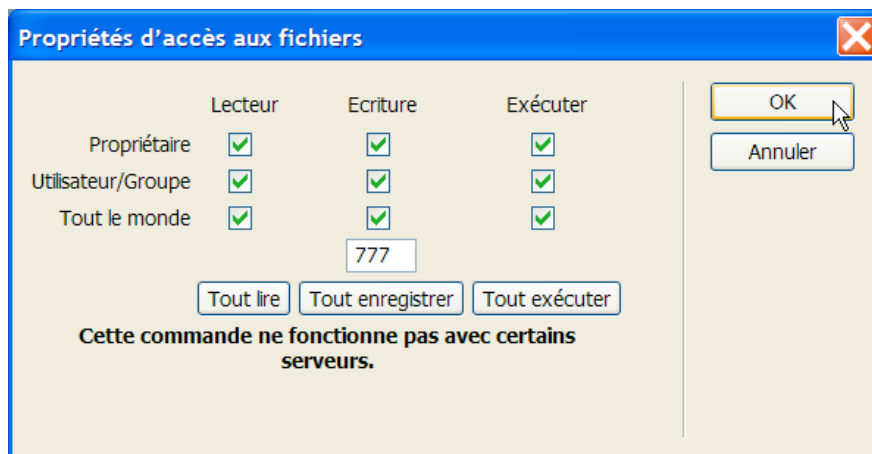 Propriétés d'accès aux fichiers
Lecteur Ecriture Exécuter
Propriétaire
Utilisateur/Groupe
Tout le monde
777
Tout lire Tout enregistrer Tout exécuter
Cette commande ne fonctionne pas avec certains
serveurs.
OK
Annuler